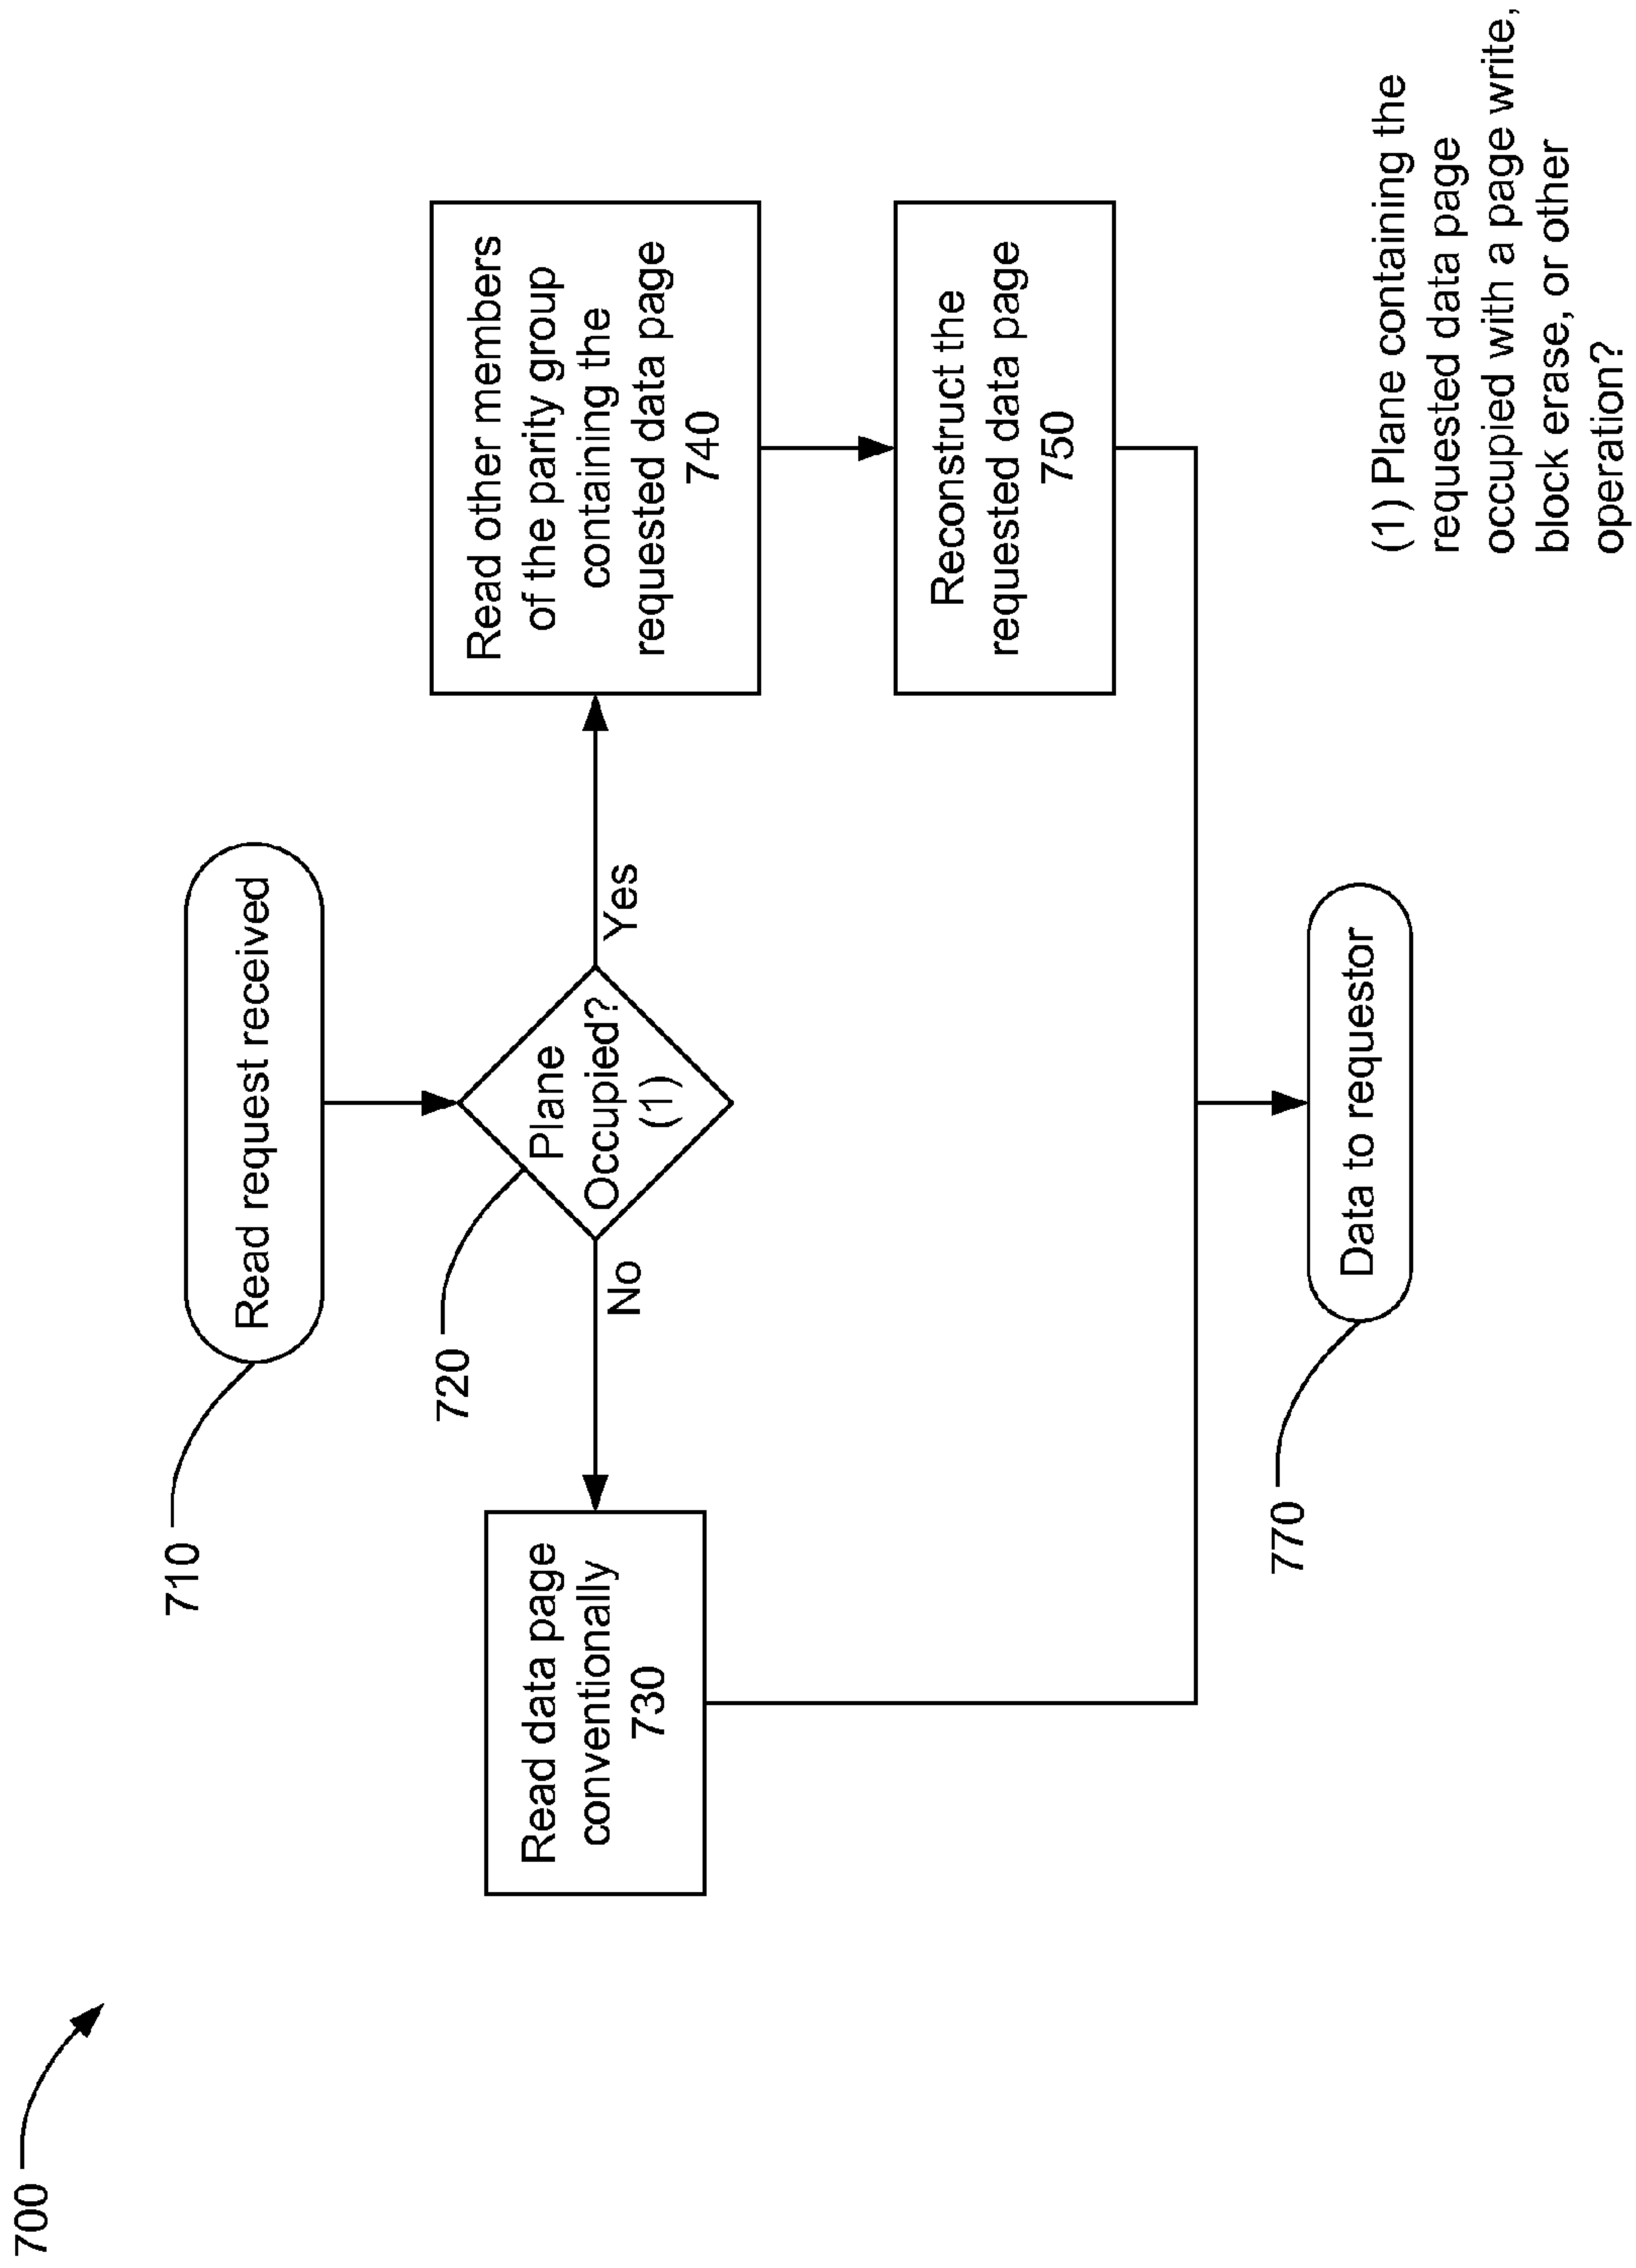 700
710
Read request received
720
Plane
Occupied?
(1)
No
Yes
Read data page
conventionally
730
Read other members
of the parity group
containing the
requested data page
740
Reconstruct the
requested data page
750
770
Data to requestor
(1) Plane containing the
requested data page
occupied with a page write,
block erase, or other
operation?